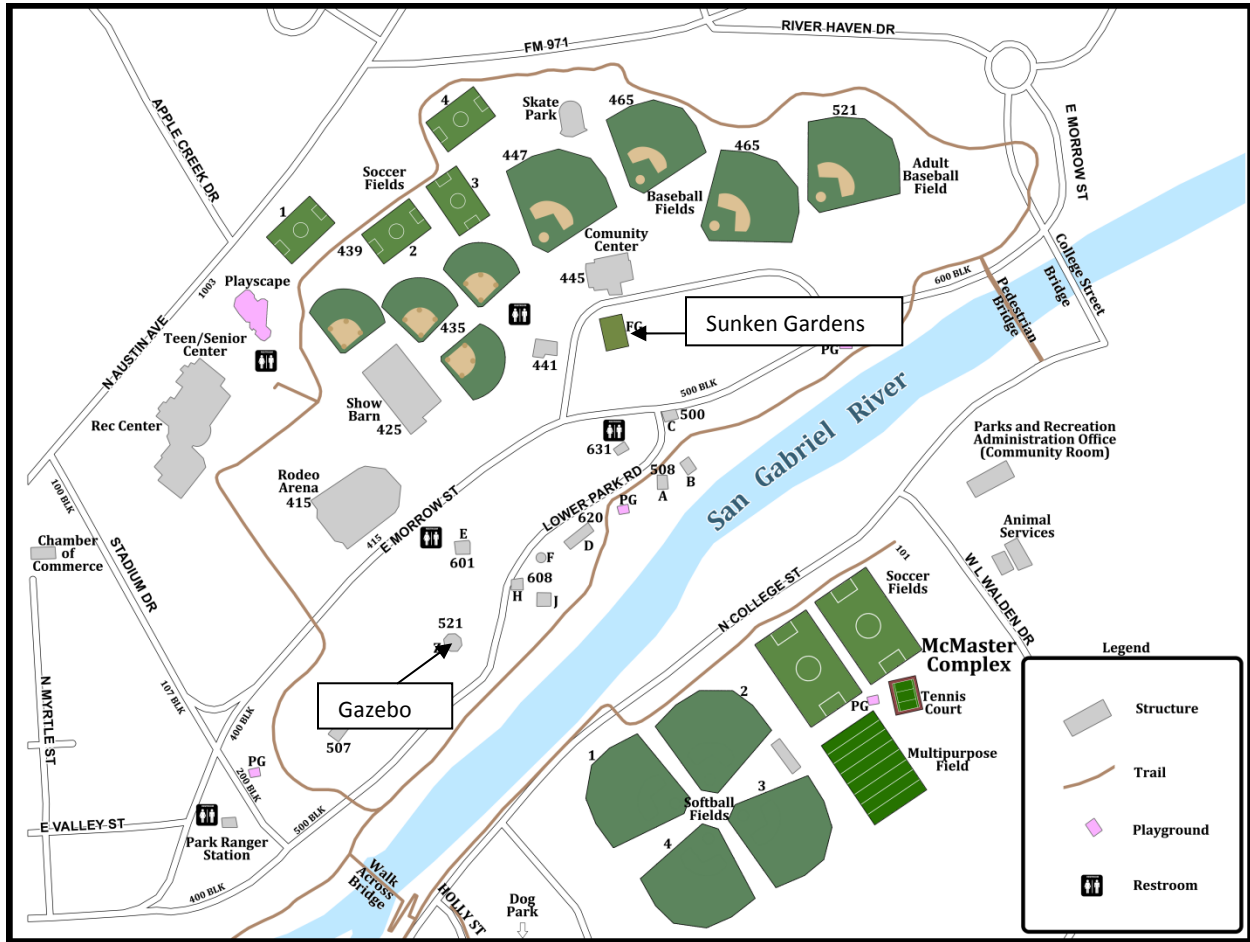 FM 971
RIVER HAVEN DR
APPLE CREEK DR
E MORROW ST
4
Skate
Park
465
521
447
465
Adult
Baseball
Field
Soccer
Fields
3
1
439
2
Baseball
Fields
Comunity
Center
445
College Street
Bridge
600 BLK
Pedestrian
Bridge
1003
Playscape
N AUSTIN AVE
Teen/Senior
Center
435
441
FG
Sunken Gardens
PG
Rec Center
Show
Barn
425
500 BLK
500
C
631
San Gabriel River
Parks and Recreation
Administration Office
(Community Room)
508
A
B
Rodeo
Arena
415
415
E MORROW ST
LOWER PARK RD
PG
620
D
E
601
F
608
H
J
100 BLK
STADIUM DR
Chamber
of
Commerce
Animal
Services
101
W L WALDEN DR
N COLLEGE ST
Soccer
Fields
McMaster
Complex
521
Gazebo
507
N MYRTLE ST
107 BLK
400 BLK
PG
200 BLK
500 BLK
E VALLEY ST
Park Ranger
Station
400 BLK
Walk
Across
Bridge
HOLLY ST
Dog
Park
1
2
3
4
Softball
Fields
PG
Tennis
Court
Multipurpose
Field
Legend
Structure
Trail
Playground
Restroom